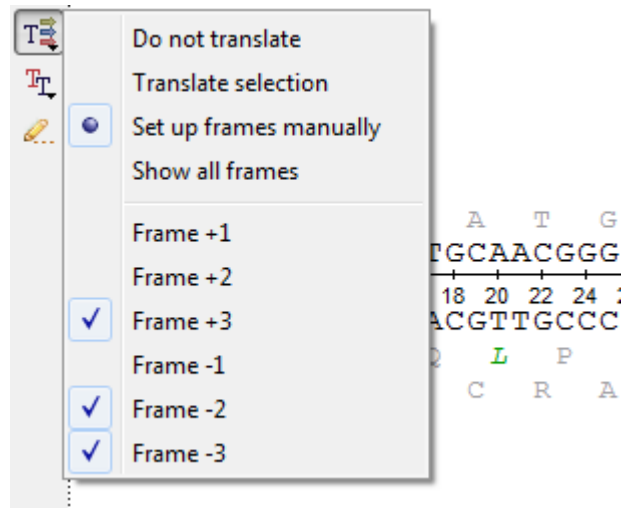 Do not translate
Translate selection
Set up frames manually
Show all frames
Frame +1
Frame +2
Frame +3
Frame -1
Frame -2
Frame -3
A T G
TGCAACGGG
18 20 22 24
ACGTTGCCC
L P
C R A